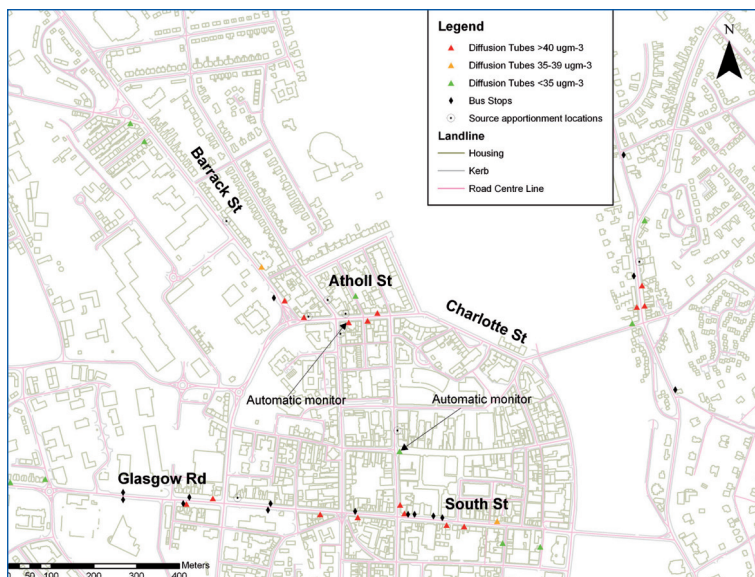 Legend
Diffusion Tubes >40 ugm-3
Diffusion Tubes 35-39 ugm-3
Diffusion Tubes <35 ugm-3
Bus Stops
Source apportionment locations
Landline
Housing
Kerb
Road Centre Line
N
Barrack St
Atholl St
Charlotte St
Automatic monitor
Automatic monitor
Glasgow Rd
South St
Meters
0 50 100 200 300 400